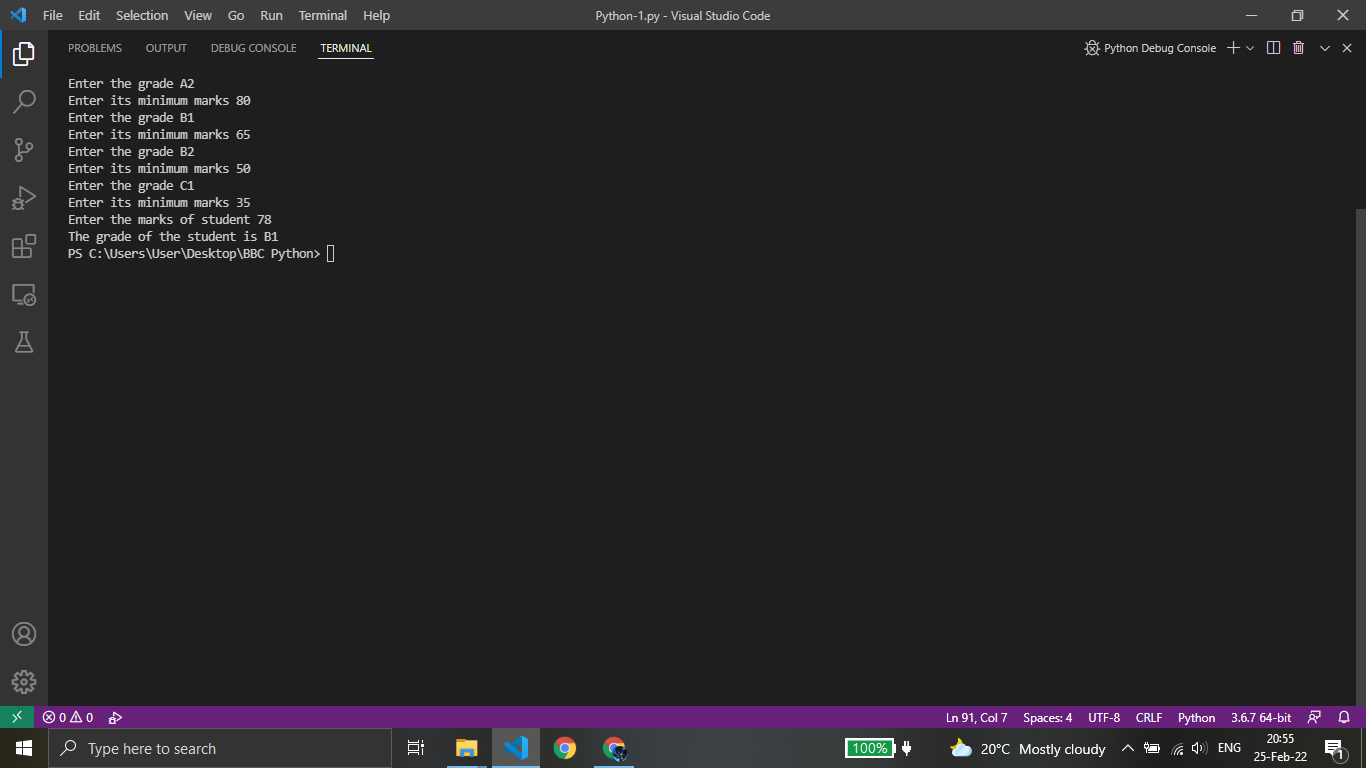 File Edit Selection View Go Run Terminal Help Python-1.py - Visual Studio Code
PROBLEMS OUTPUT DEBUG CONSOLE TERMINAL Python Debug Console
Enter the grade A2
Enter its minimum marks 80
Enter the grade B1
Enter its minimum marks 65
Enter the grade B2
Enter its minimum marks 50
Enter the grade C1
Enter its minimum marks 35
Enter the marks of student 78
The grade of the student is B1
PS C:\Users\User\Desktop\BBC Python>
0 0 Ln 91, Col 7 Spaces: 4 UTF-8 CRLF Python 3.6.7 64-bit
Type here to search 100% 20°C Mostly cloudy ENG 20:55
25-Feb-22 1